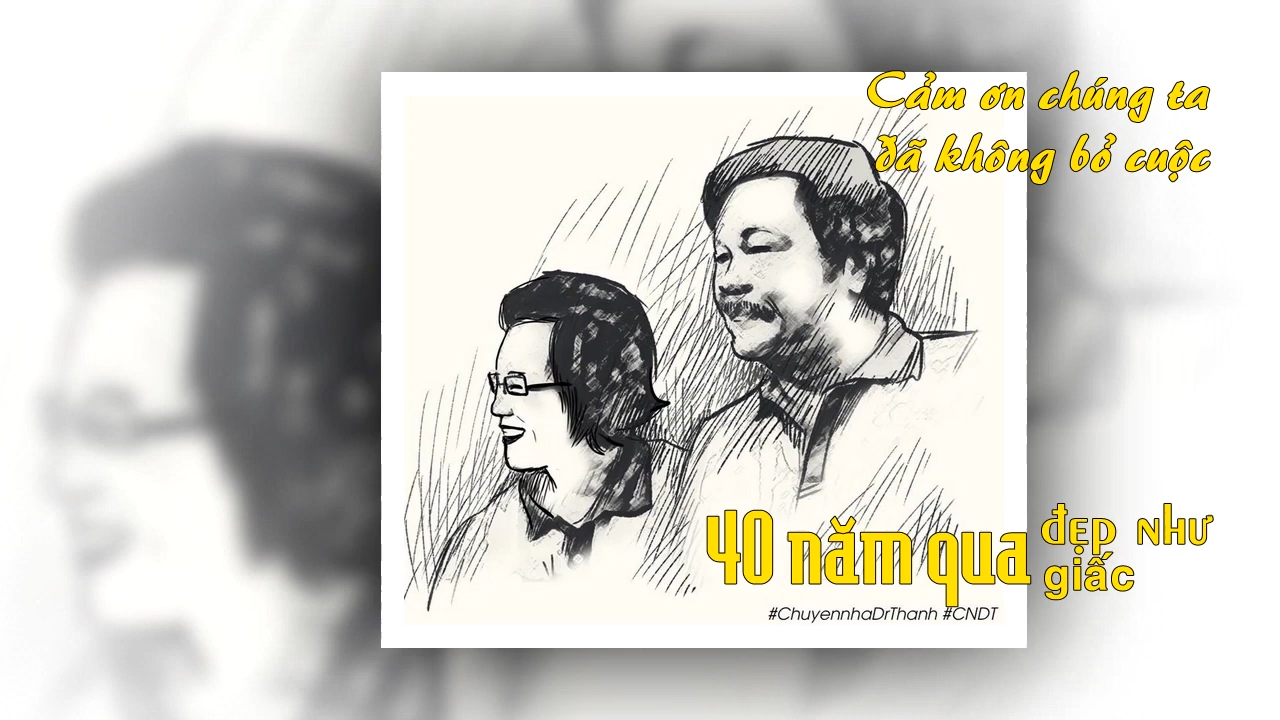 Cảm ơn chúng ta
đã không bỏ cuộc
40 năm qua đẹp như
giấc
#ChuyennhaDrThanh #CNDT